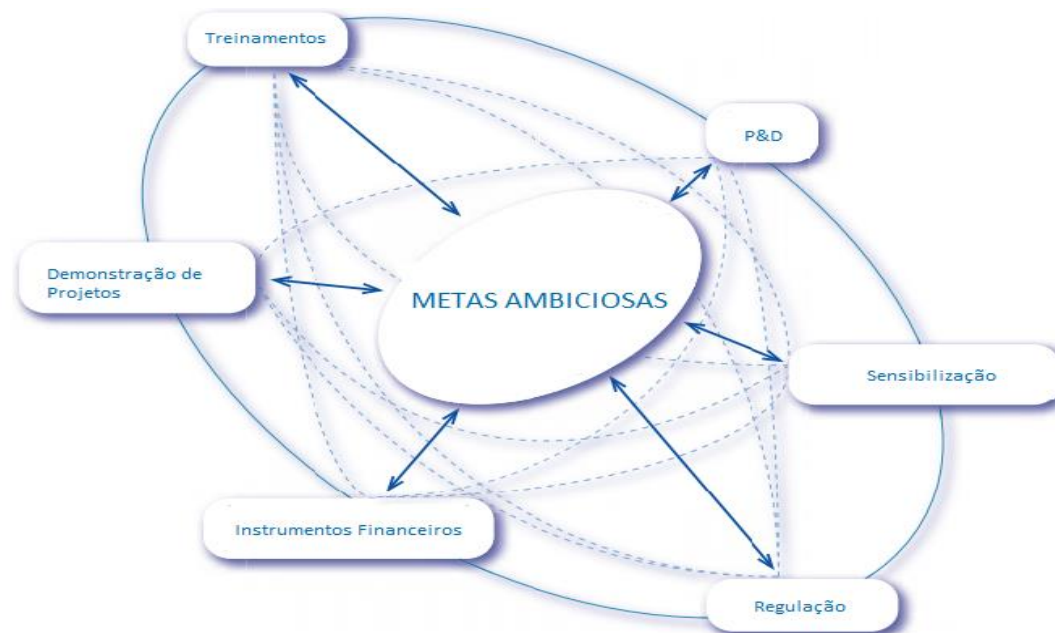 Treinamentos
P&D
Demonstração de
Projetos
METAS AMBICIOSAS
Sensibilização
Instrumentos Financeiros
Regulação